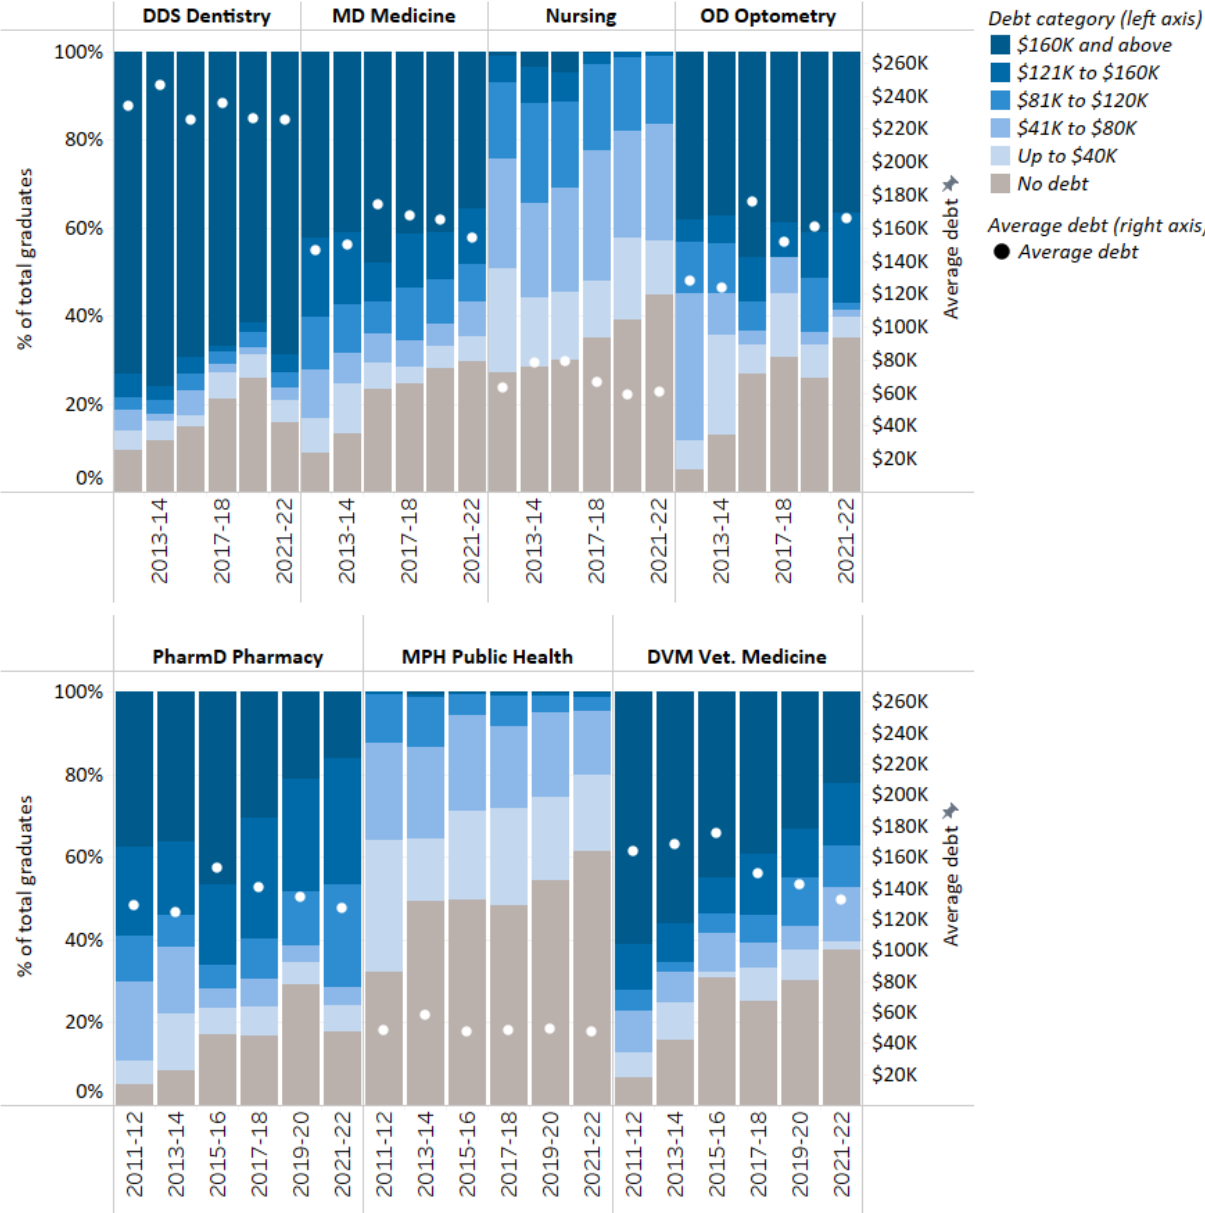 DDS Dentistry MD Medicine Nursing OD Optometry
Debt category (left axis)
$160K and above
$121K to $160K
$81K to $120K
$41K to $80K
Up to $40K
No debt
Average debt (right axis)
Average debt
100%
80%
60%
40%
20%
0%
% of total graduates
$260K
$240K
$220K
$200K
$180K
$160K
$140K
$120K
$100K
$80K
$60K
$40K
$20K
Average debt
2013-14 2017-18 2021-22 2013-14 2017-18 2021-22 2013-14 2017-18 2021-22 2013-14 2017-18 2021-22
PharmD Pharmacy MPH Public Health DVM Vet. Medicine
100%
80%
60%
40%
20%
0%
% of total graduates
$260K
$240K
$220K
$200K
$180K
$160K
$140K
$120K
$100K
$80K
$60K
$40K
$20K
Average debt
2011-12 2013-14 2015-16 2017-18 2019-20 2021-22 2011-12 2013-14 2015-16 2017-18 2019-20 2021-22 2011-12 2013-14 2015-16 2017-18 2019-20 2021-22